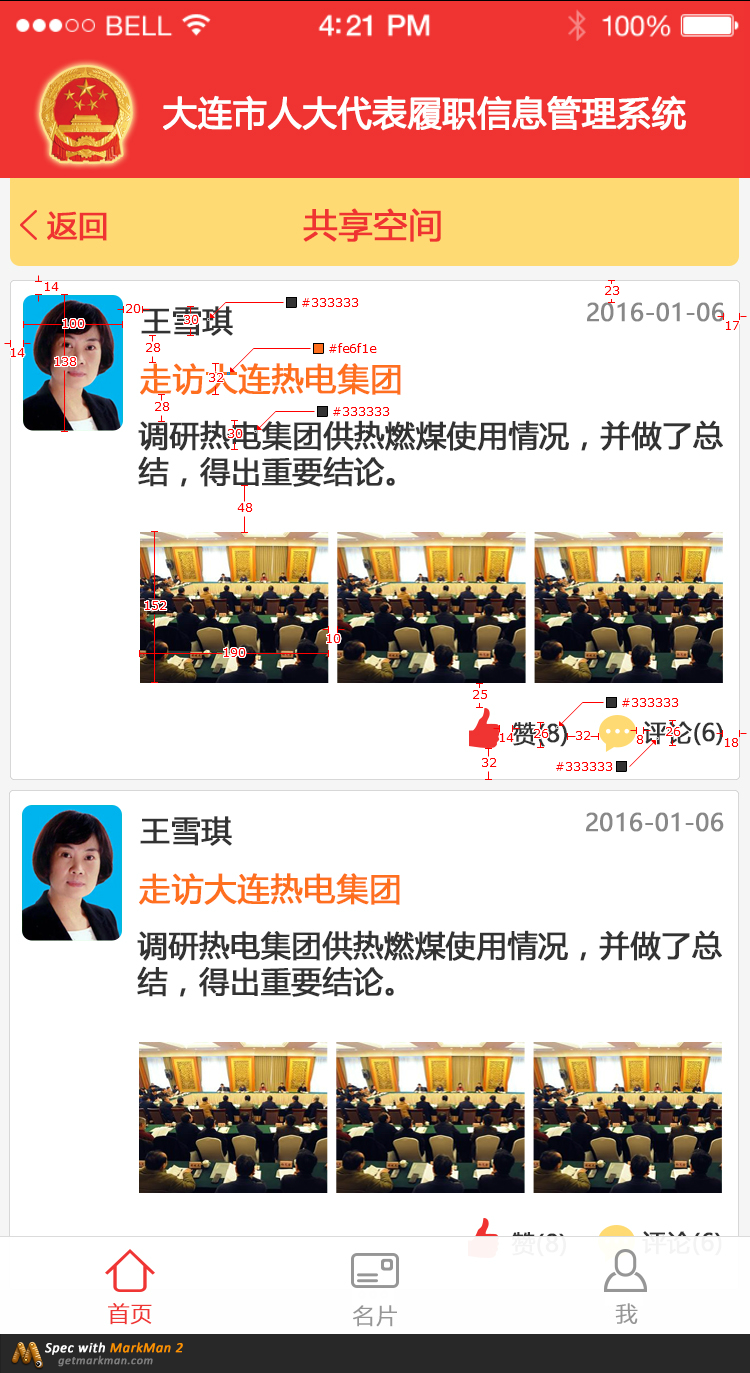 BELL 4:21 PM 100%
大连市人大代表履职信息管理系统
返回 共享空间
14
23
20 #333333
王雪琪 30 2016-01-06
100 17
14 138 28 #fe6f1e
走访大连热电集团 32
28 #333333
调研热电集团供热燃煤使用情况，并做了总 30
结，得出重要结论。
48
152
10
190
25
#333333
14 赞(8) 26 32 8 评论(6) 26 18
32 #333333
王雪琪 2016-01-06
走访大连热电集团
调研热电集团供热燃煤使用情况，并做了总
结，得出重要结论。
赞(8) 评论(6)
首页 名片 我
Spec with MarkMan 2
getmarkman.com